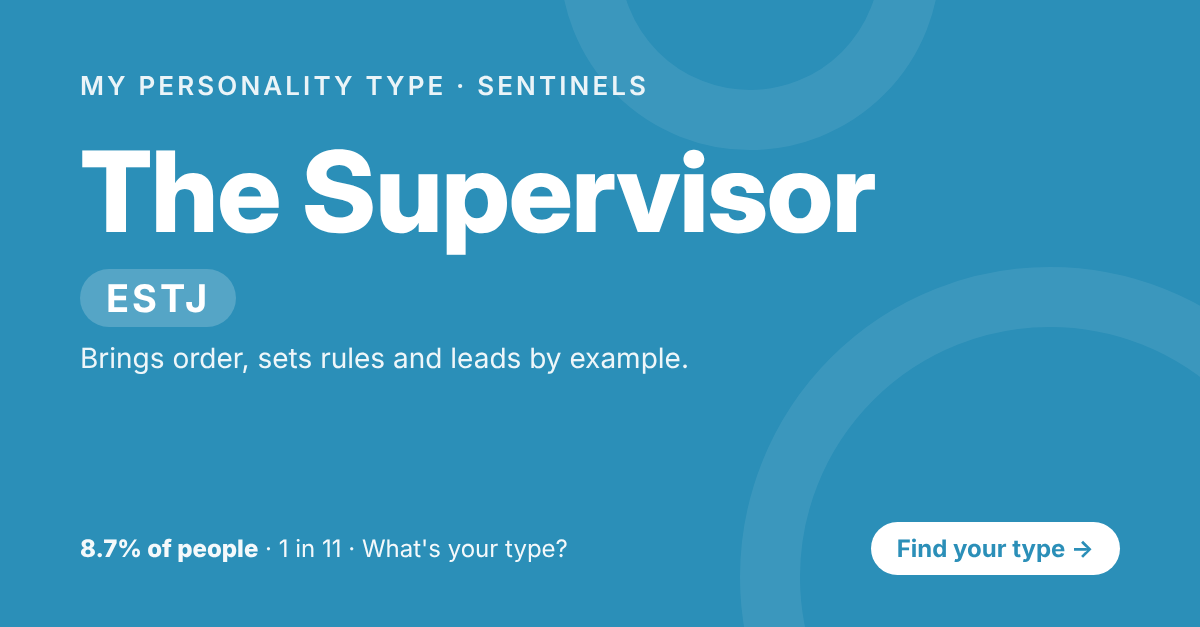 MY PERSONALITY TYPE · SENTINELS
The Supervisor
ESTJ
Brings order, sets rules and leads by example.
8.7% of people · 1 in 11 · What's your type?
Find your type →